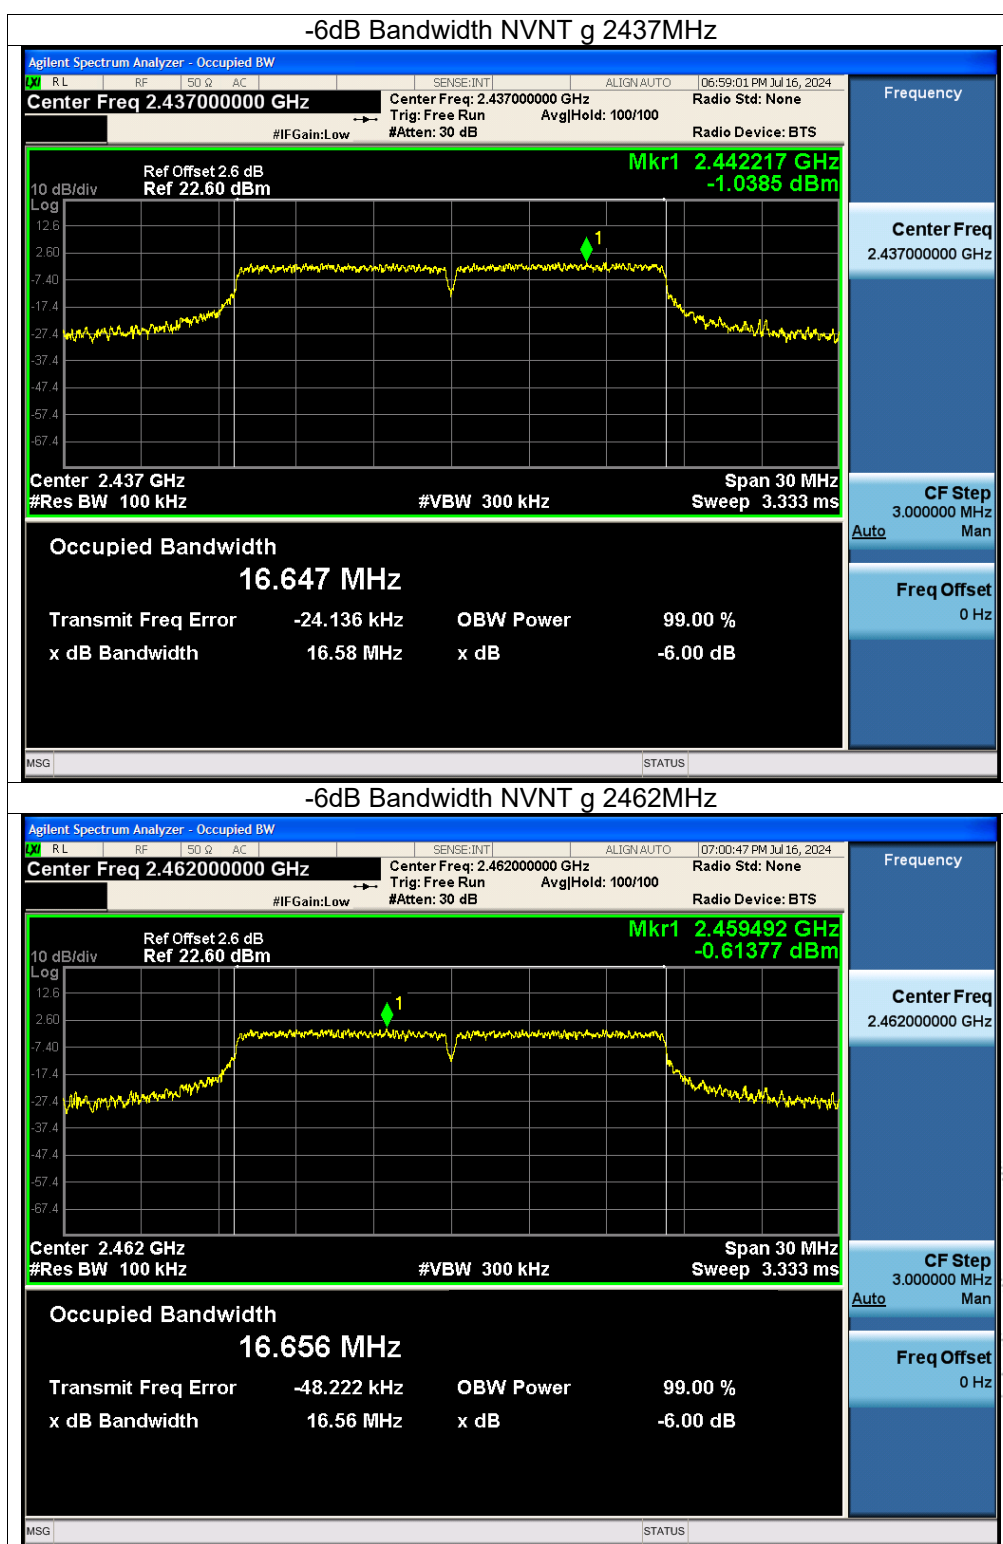 -6dB Bandwidth NVNT g 2437MHz
Agilent Spectrum Analyzer - Occupied BW
LXI RL RF 50 Ω AC SENSE:INT ALIGN AUTO 06:59:01 PM Jul 16, 2024
Center Freq 2.437000000 GHz
Center Freq: 2.437000000 GHz Radio Std: None
Trig: Free Run Avg|Hold: 100/100
#IFGain:Low #Atten: 30 dB Radio Device: BTS
Frequency
Mkr1 2.442217 GHz
-1.0385 dBm
Ref Offset 2.6 dB
10 dB/div Ref 22.60 dBm
Log
12.6
2.60
-7.40
-17.4
-27.4
-37.4
-47.4
-57.4
-67.4
1
Center 2.437 GHz Span 30 MHz
#Res BW 100 kHz #VBW 300 kHz Sweep 3.333 ms
Center Freq
2.437000000 GHz
CF Step
3.000000 MHz
Auto Man
Freq Offset
0 Hz
Occupied Bandwidth
16.647 MHz
Transmit Freq Error -24.136 kHz OBW Power 99.00 %
x dB Bandwidth 16.58 MHz x dB -6.00 dB
MSG STATUS
-6dB Bandwidth NVNT g 2462MHz
Agilent Spectrum Analyzer - Occupied BW
LXI RL RF 50 Ω AC SENSE:INT ALIGN AUTO 07:00:47 PM Jul 16, 2024
Center Freq 2.462000000 GHz
Center Freq: 2.462000000 GHz Radio Std: None
Trig: Free Run Avg|Hold: 100/100
#IFGain:Low #Atten: 30 dB Radio Device: BTS
Frequency
Mkr1 2.459492 GHz
-0.61377 dBm
Ref Offset 2.6 dB
10 dB/div Ref 22.60 dBm
Log
12.6
2.60
-7.40
-17.4
-27.4
-37.4
-47.4
-57.4
-67.4
1
Center 2.462 GHz Span 30 MHz
#Res BW 100 kHz #VBW 300 kHz Sweep 3.333 ms
Center Freq
2.462000000 GHz
CF Step
3.000000 MHz
Auto Man
Freq Offset
0 Hz
Occupied Bandwidth
16.656 MHz
Transmit Freq Error -48.222 kHz OBW Power 99.00 %
x dB Bandwidth 16.56 MHz x dB -6.00 dB
MSG STATUS